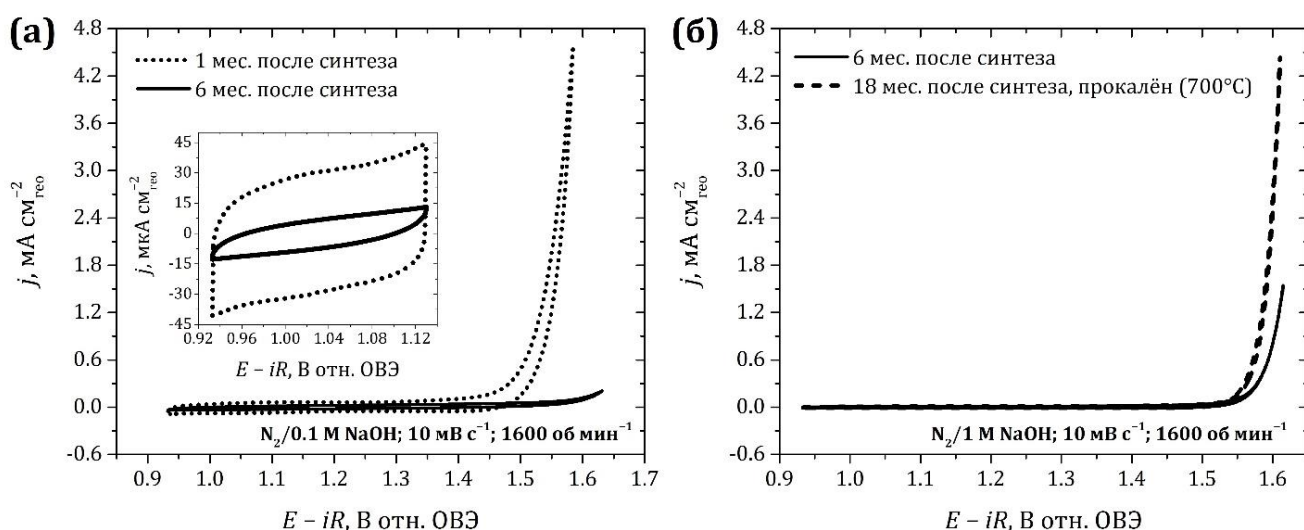 (а)
4.8
4.2
3.6
3.0
2.4
1.8
1.2
0.6
0.0
-0.6
j, мА см⁻²гео
1 мес. после синтеза
6 мес. после синтеза
45
30
15
0
-15
-30
-45
j, мкА см⁻²гео
0.92 0.96 1.00 1.04 1.08 1.12
E – iR, В отн. ОВЭ
N₂/0.1 М NaOH; 10 мВ с⁻¹; 1600 об мин⁻¹
0.9 1.0 1.1 1.2 1.3 1.4 1.5 1.6 1.7
E – iR, В отн. ОВЭ
(б)
4.8
4.2
3.6
3.0
2.4
1.8
1.2
0.6
0.0
-0.6
j, мА см⁻²гео
6 мес. после синтеза
18 мес. после синтеза, прокалён (700°C)
N₂/1 М NaOH; 10 мВ с⁻¹; 1600 об мин⁻¹
0.9 1.0 1.1 1.2 1.3 1.4 1.5 1.6
E – iR, В отн. ОВЭ